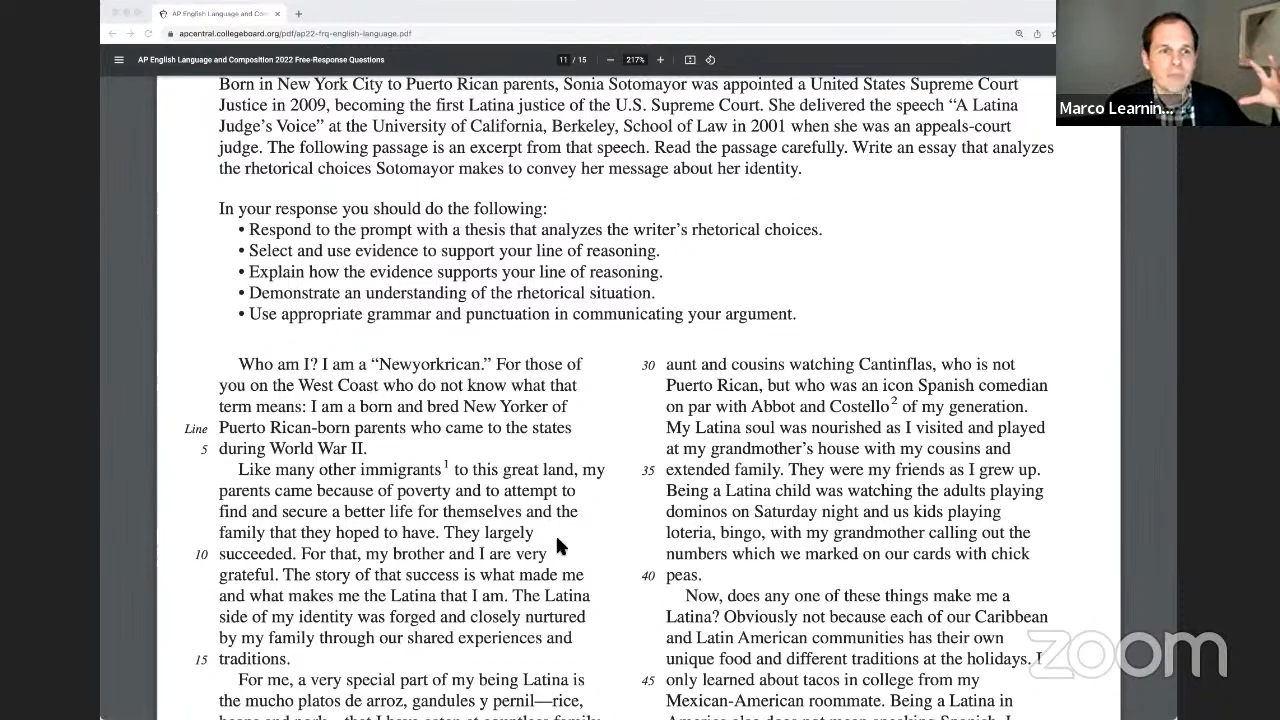 AP English Language and Com
apcentral.collegeboard.org/pdf/ap22-frq-english-language.pdf
AP English Language and Composition 2022 Free-Response Questions
11 / 15
217%
Marco Learnin...
Born in New York City to Puerto Rican parents, Sonia Sotomayor was appointed a United States Supreme Court
Justice in 2009, becoming the first Latina justice of the U.S. Supreme Court. She delivered the speech “A Latina
Judge’s Voice” at the University of California, Berkeley, School of Law in 2001 when she was an appeals-court
judge. The following passage is an excerpt from that speech. Read the passage carefully. Write an essay that analyzes
the rhetorical choices Sotomayor makes to convey her message about her identity.
In your response you should do the following:
• Respond to the prompt with a thesis that analyzes the writer’s rhetorical choices.
• Select and use evidence to support your line of reasoning.
• Explain how the evidence supports your line of reasoning.
• Demonstrate an understanding of the rhetorical situation.
• Use appropriate grammar and punctuation in communicating your argument.
Who am I? I am a “Newyorkrican.” For those of
you on the West Coast who do not know what that
term means: I am a born and bred New Yorker of
Line Puerto Rican-born parents who came to the states
5 during World War II.
Like many other immigrants1 to this great land, my
parents came because of poverty and to attempt to
find and secure a better life for themselves and the
family that they hoped to have. They largely
10 succeeded. For that, my brother and I are very
grateful. The story of that success is what made me
and what makes me the Latina that I am. The Latina
side of my identity was forged and closely nurtured
by my family through our shared experiences and
15 traditions.
For me, a very special part of my being Latina is
the mucho platos de arroz, gandules y pernil—rice,
beans and pork—that I have eaten at countless family
30 aunt and cousins watching Cantinflas, who is not
Puerto Rican, but who was an icon Spanish comedian
on par with Abbot and Costello2 of my generation.
My Latina soul was nourished as I visited and played
at my grandmother’s house with my cousins and
35 extended family. They were my friends as I grew up.
Being a Latina child was watching the adults playing
dominos on Saturday night and us kids playing
loteria, bingo, with my grandmother calling out the
numbers which we marked on our cards with chick
40 peas.
Now, does any one of these things make me a
Latina? Obviously not because each of our Caribbean
and Latin American communities has their own
unique food and different traditions at the holidays. I
45 only learned about tacos in college from my
Mexican-American roommate. Being a Latina in
America also does not mean speaking Spanish. I
zoom